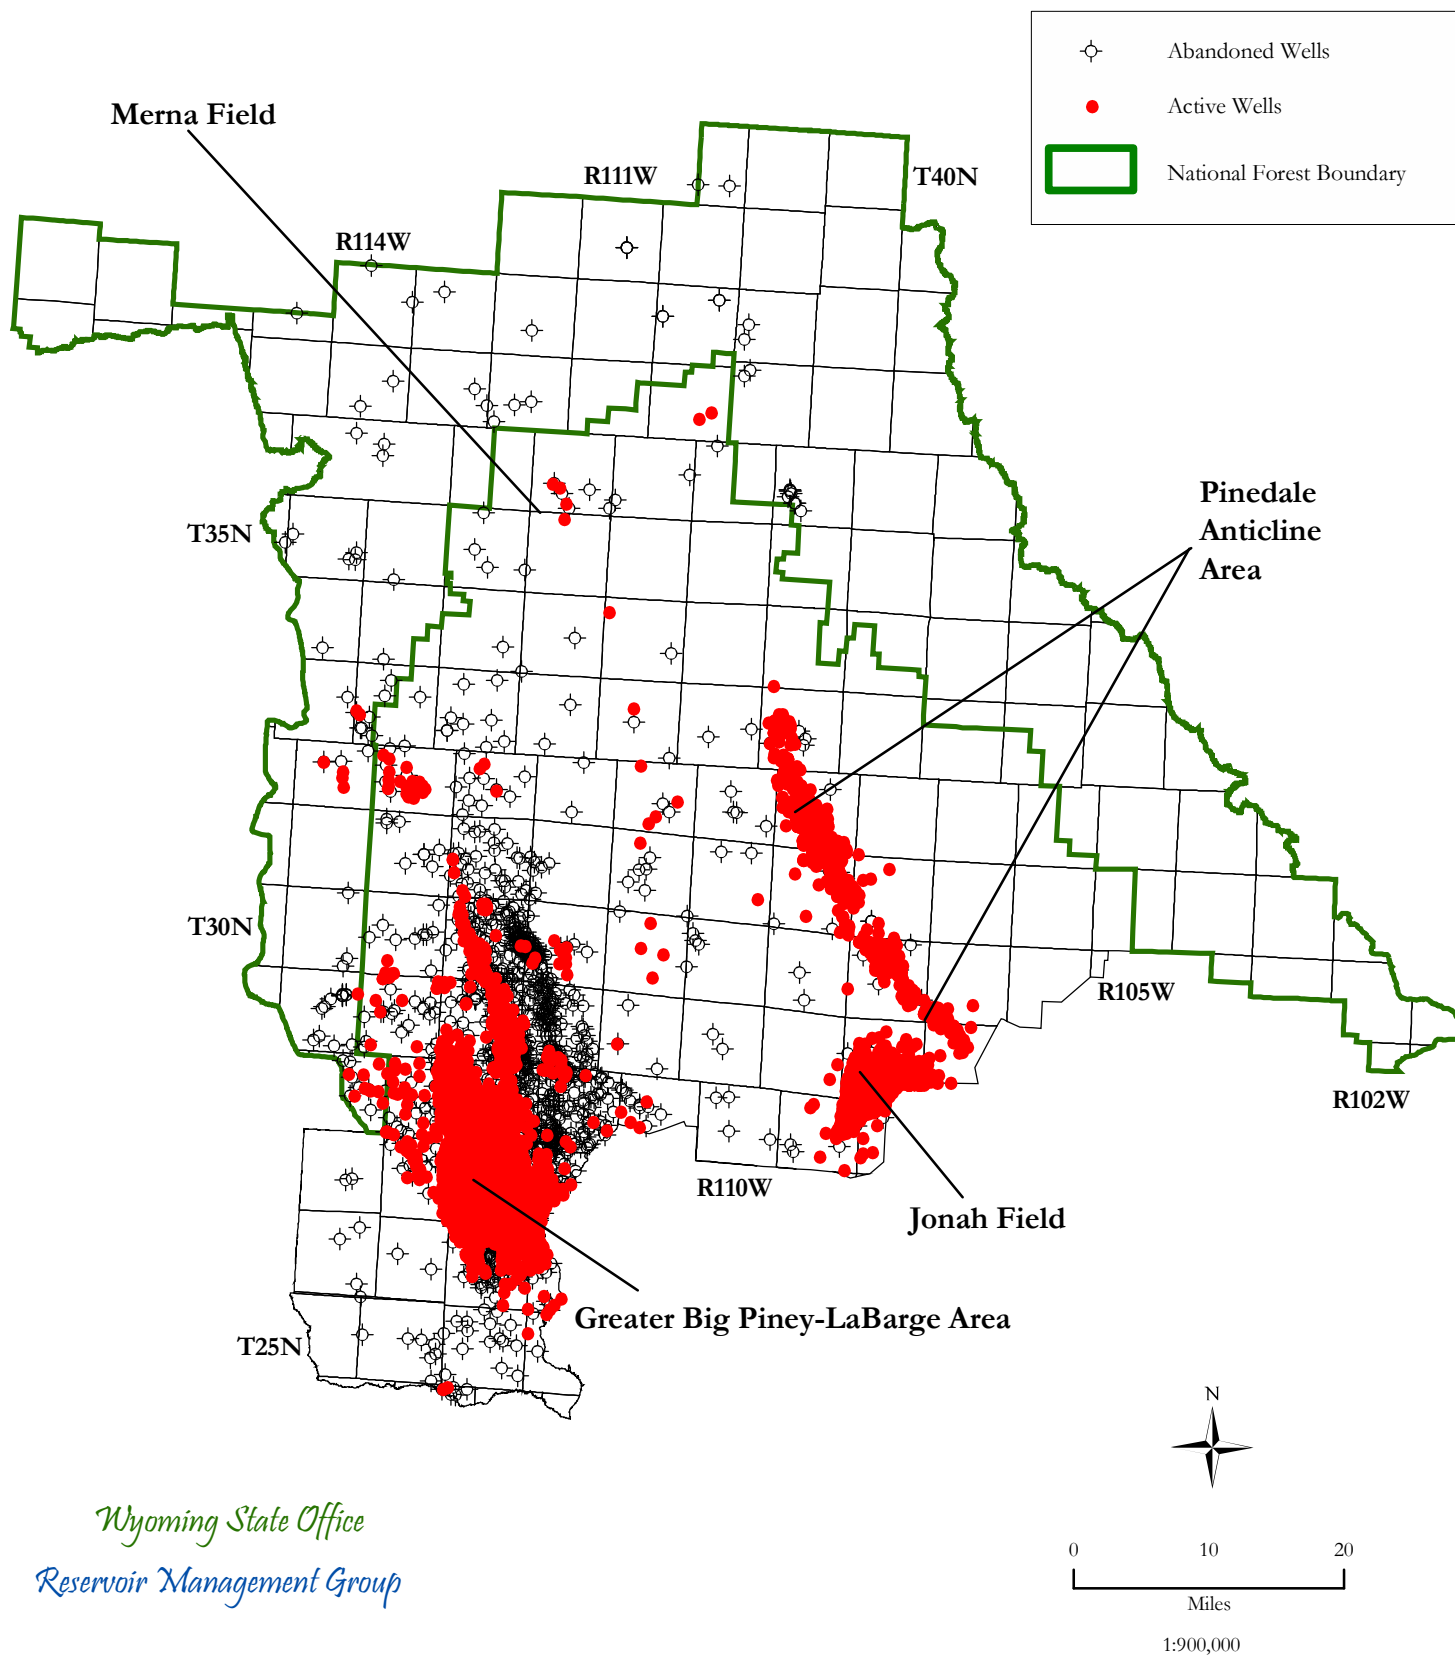 Abandoned Wells
Active Wells
National Forest Boundary
Merna Field
R111W
T40N
R114W
Pinedale
Anticline
Area
T35N
T30N
R105W
R102W
R110W
Jonah Field
Greater Big Piney-LaBarge Area
T25N
N
Wyoming State Office
Reservoir Management Group
0 10 20
Miles
1:900,000